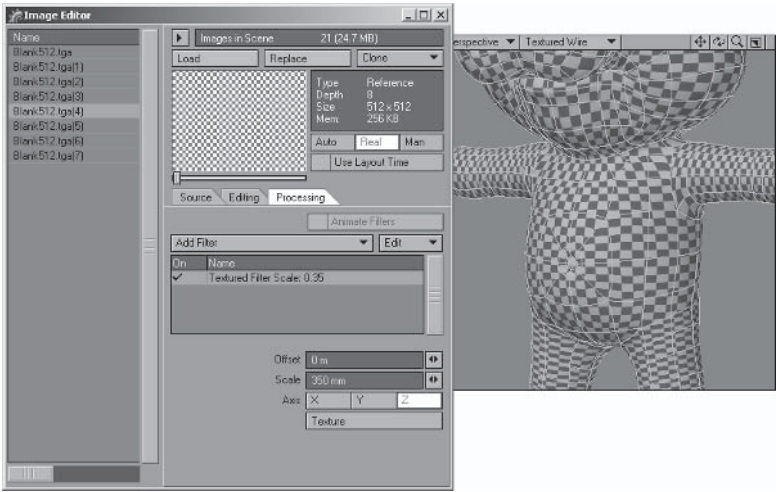 Image Editor
Name
Blank512.tga
Blank512.tga(1)
Blank512.tga(2)
Blank512.tga(3)
Blank512.tga(4)
Blank512.tga(5)
Blank512.tga(6)
Blank512.tga(7)
Images in Scene 21 (24.7 MB)
Load Replace Clone
Type Reference
Depth 8
Size 512 x 512
Mem: 256 KB
Auto Real Man
Use Layout Time
Source Editing Processing
Animate Filters
Add Filter Edit
On Name
Textured Filter Scale: 0.35
Offset 0 m
Scale 350 mm
Axis X Y Z
Texture
erspective Textured Wire